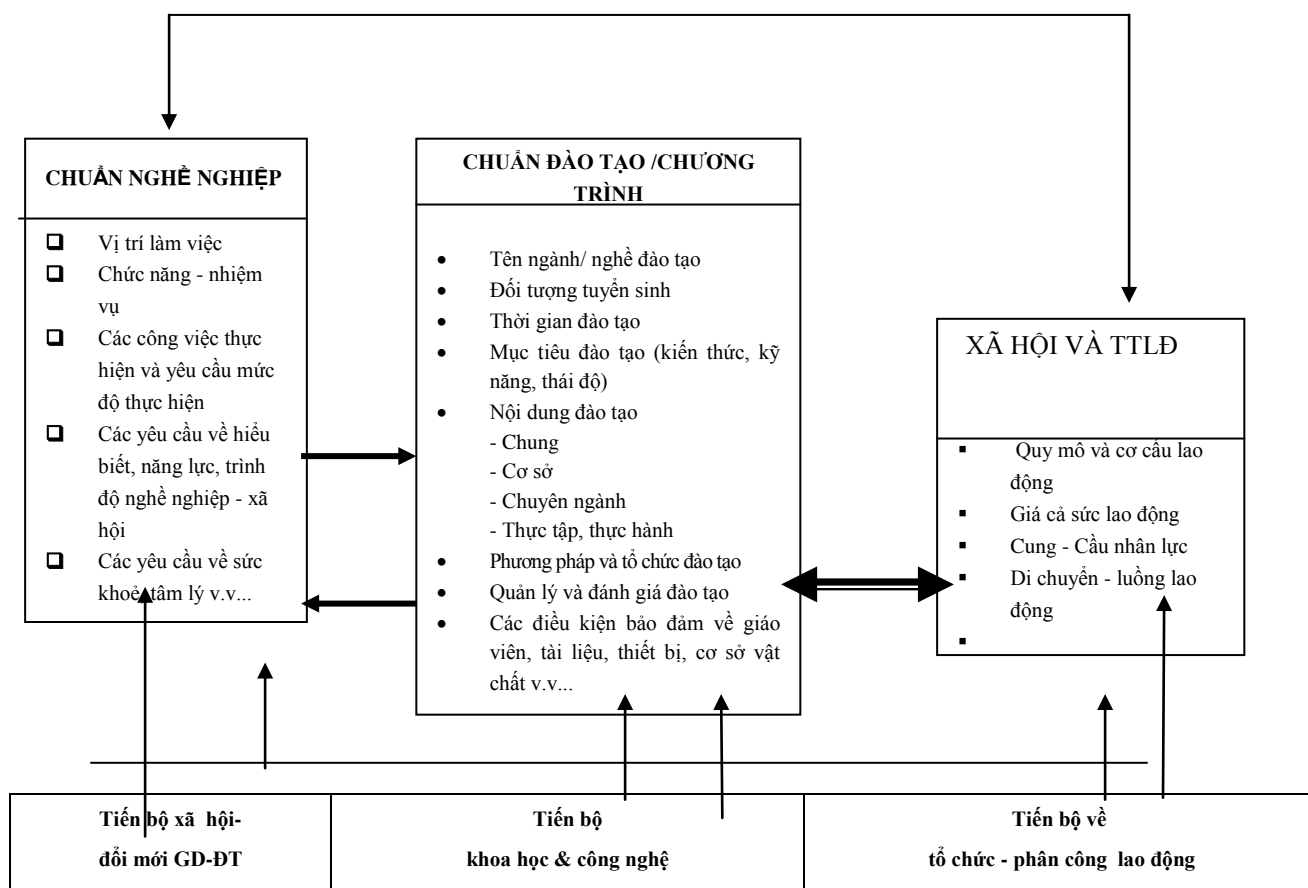 CHUẨN NGHỀ NGHIỆP
Vị trí làm việc
Chức năng - nhiệm
vụ
Các công việc thực
hiện và yêu cầu mức
độ thực hiện
Các yêu cầu về hiểu
biết, năng lực, trình
độ nghề nghiệp - xã
hội
Các yêu cầu về sức
khoẻ, tâm lý v.v...
CHUẨN ĐÀO TẠO /CHƯƠNG
TRÌNH
Tên ngành/ nghề đào tạo
Đối tượng tuyển sinh
Thời gian đào tạo
Mục tiêu đào tạo (kiến thức, kỹ
năng, thái độ)
Nội dung đào tạo
- Chung
- Cơ sở
- Chuyên ngành
- Thực tập, thực hành
Phương pháp và tổ chức đào tạo
Quản lý và đánh giá đào tạo
Các điều kiện bảo đảm về giáo
viên, tài liệu, thiết bị, cơ sở vật
chất v.v...
XÃ HỘI VÀ TTLĐ
Quy mô và cơ cấu lao
động
Giá cả sức lao động
Cung - Cầu nhân lực
Di chuyển - luồng lao
động
Tiến bộ xã hội-
đổi mới GD-ĐT
Tiến bộ
khoa học & công nghệ
Tiến bộ về
tổ chức - phân công lao động